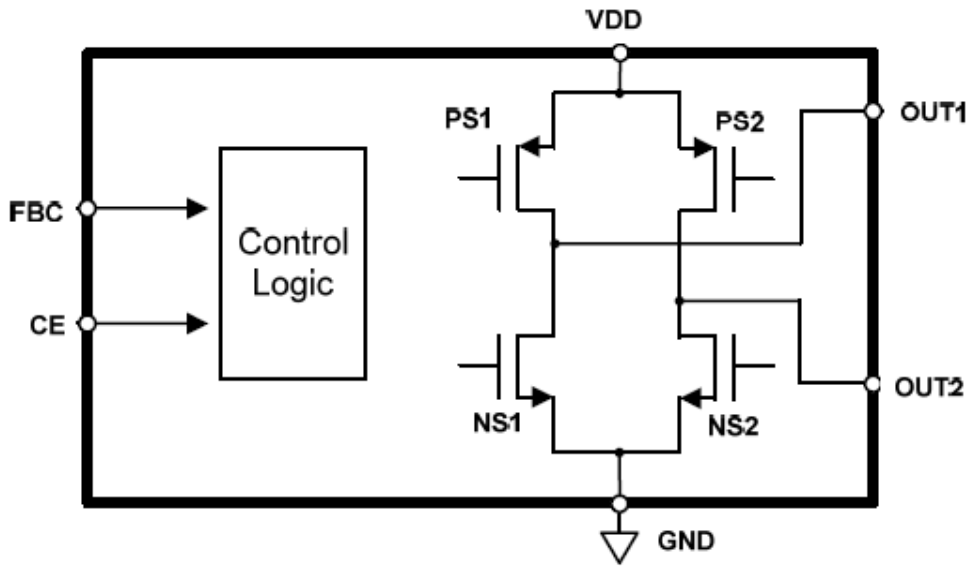 VDD
PS1
PS2
OUT1
FBC
Control
Logic
CE
NS1
NS2
OUT2
GND